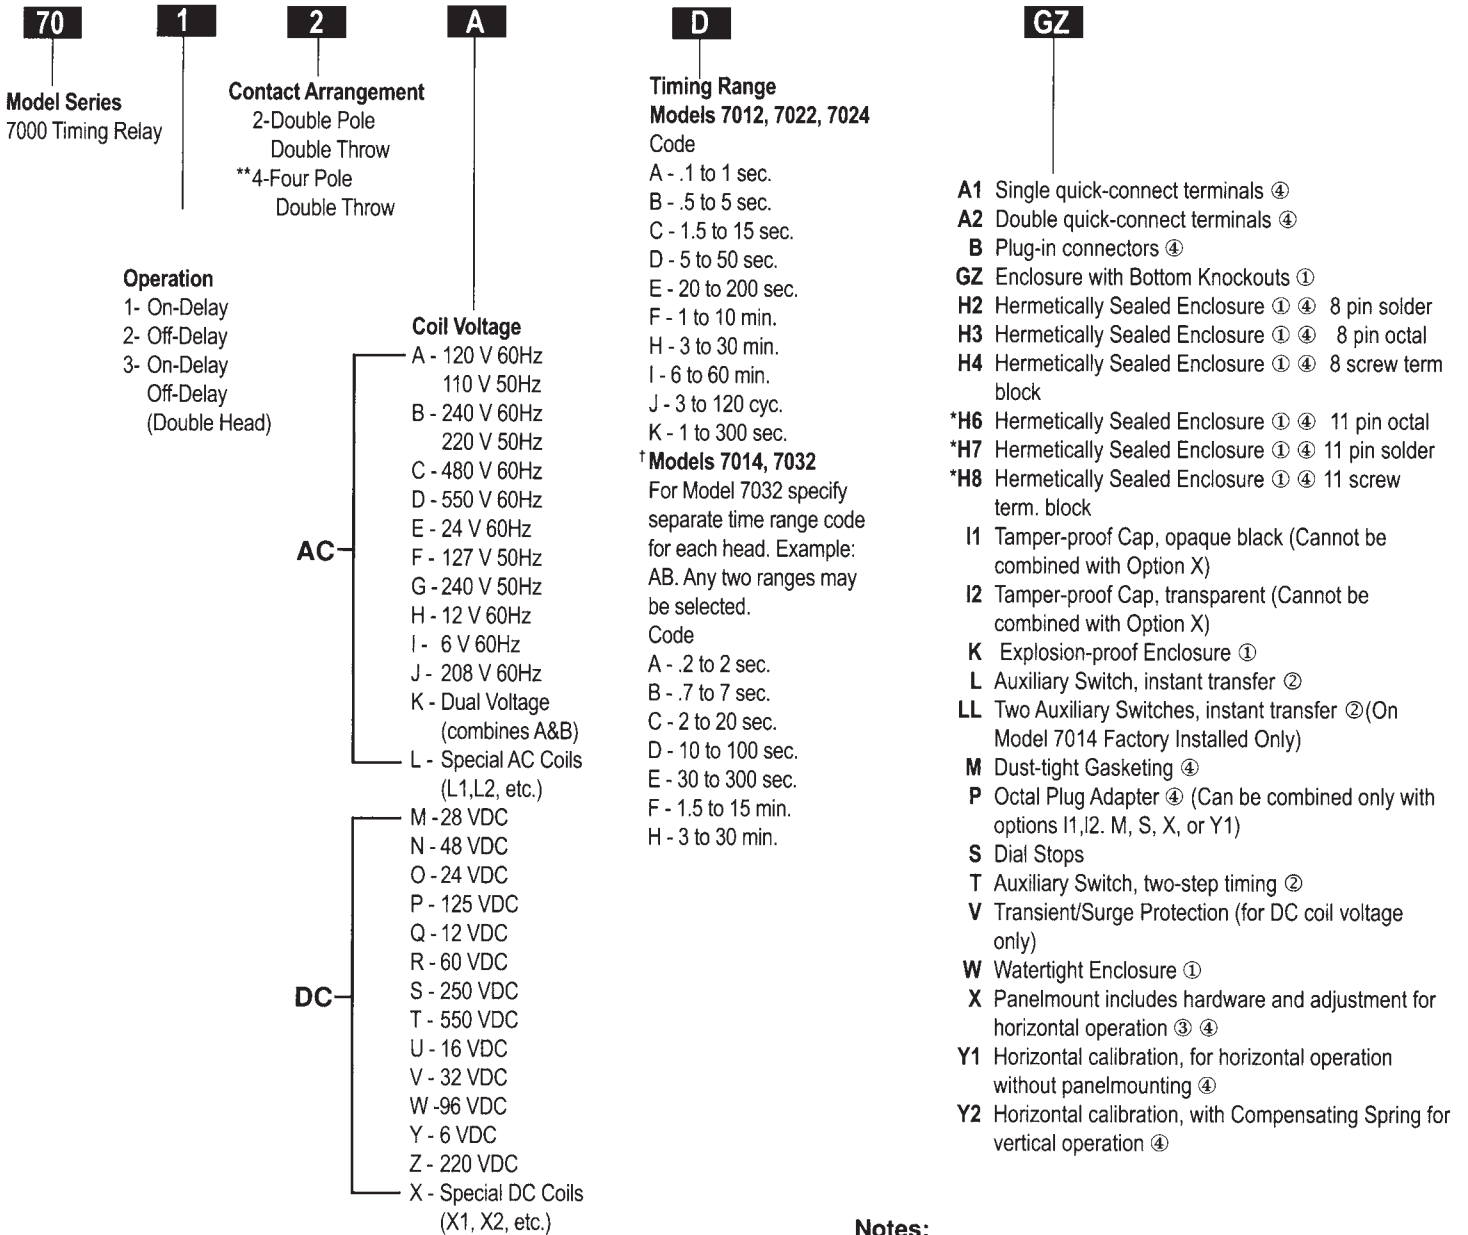 70
1
2
A
D
GZ
Model Series
7000 Timing Relay
Operation
1- On-Delay
2- Off-Delay
3- On-Delay
Off-Delay
(Double Head)
Contact Arrangement
2-Double Pole
Double Throw
**4-Four Pole
Double Throw
Coil Voltage
AC
A - 120 V 60Hz
110 V 50Hz
B - 240 V 60Hz
220 V 50Hz
C - 480 V 60Hz
D - 550 V 60Hz
E - 24 V 60Hz
F - 127 V 50Hz
G - 240 V 50Hz
H - 12 V 60Hz
I - 6 V 60Hz
J - 208 V 60Hz
K - Dual Voltage
(combines A&B)
L - Special AC Coils
(L1,L2, etc.)
DC
M -28 VDC
N - 48 VDC
O - 24 VDC
P - 125 VDC
Q - 12 VDC
R - 60 VDC
S - 250 VDC
T - 550 VDC
U - 16 VDC
V - 32 VDC
W -96 VDC
Y - 6 VDC
Z - 220 VDC
X - Special DC Coils
(X1, X2, etc.)
Timing Range
Models 7012, 7022, 7024
Code
A - .1 to 1 sec.
B - .5 to 5 sec.
C - 1.5 to 15 sec.
D - 5 to 50 sec.
E - 20 to 200 sec.
F - 1 to 10 min.
H - 3 to 30 min.
I - 6 to 60 min.
J - 3 to 120 cyc.
K - 1 to 300 sec.
†Models 7014, 7032
For Model 7032 specify
separate time range code
for each head. Example:
AB. Any two ranges may
be selected.
Code
A - .2 to 2 sec.
B - .7 to 7 sec.
C - 2 to 20 sec.
D - 10 to 100 sec.
E - 30 to 300 sec.
F - 1.5 to 15 min.
H - 3 to 30 min.
A1 Single quick-connect terminals ④
A2 Double quick-connect terminals ④
B Plug-in connectors ④
GZ Enclosure with Bottom Knockouts ①
H2 Hermetically Sealed Enclosure ① ④ 8 pin solder
H3 Hermetically Sealed Enclosure ① ④ 8 pin octal
H4 Hermetically Sealed Enclosure ① ④ 8 screw term
block
*H6 Hermetically Sealed Enclosure ① ④ 11 pin octal
*H7 Hermetically Sealed Enclosure ① ④ 11 pin solder
*H8 Hermetically Sealed Enclosure ① ④ 11 screw
term. block
I1 Tamper-proof Cap, opaque black (Cannot be
combined with Option X)
I2 Tamper-proof Cap, transparent (Cannot be
combined with Option X)
K Explosion-proof Enclosure ①
L Auxiliary Switch, instant transfer ②
LL Two Auxiliary Switches, instant transfer ②(On
Model 7014 Factory Installed Only)
M Dust-tight Gasketing ④
P Octal Plug Adapter ④ (Can be combined only with
options I1,I2. M, S, X, or Y1)
S Dial Stops
T Auxiliary Switch, two-step timing ②
V Transient/Surge Protection (for DC coil voltage
only)
W Watertight Enclosure ①
X Panelmount includes hardware and adjustment for
horizontal operation ③ ④
Y1 Horizontal calibration, for horizontal operation
without panelmounting ④
Y2 Horizontal calibration, with Compensating Spring for
vertical operation ④
Notes: